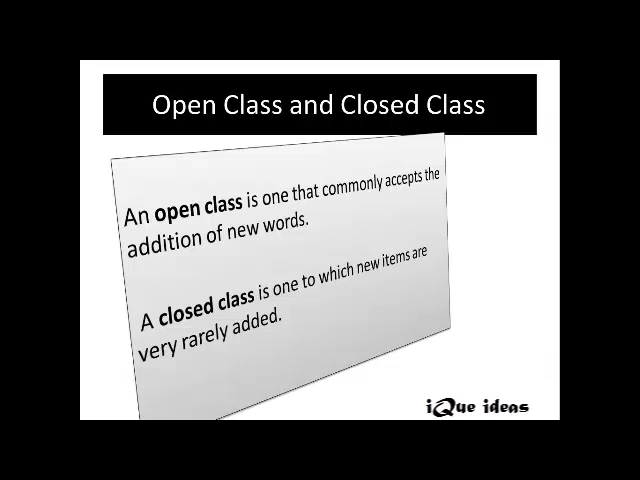 Open Class and Closed Class
An open class is one that commonly accepts the
addition of new words.
A closed class is one to which new items are
very rarely added.
iQue ideas